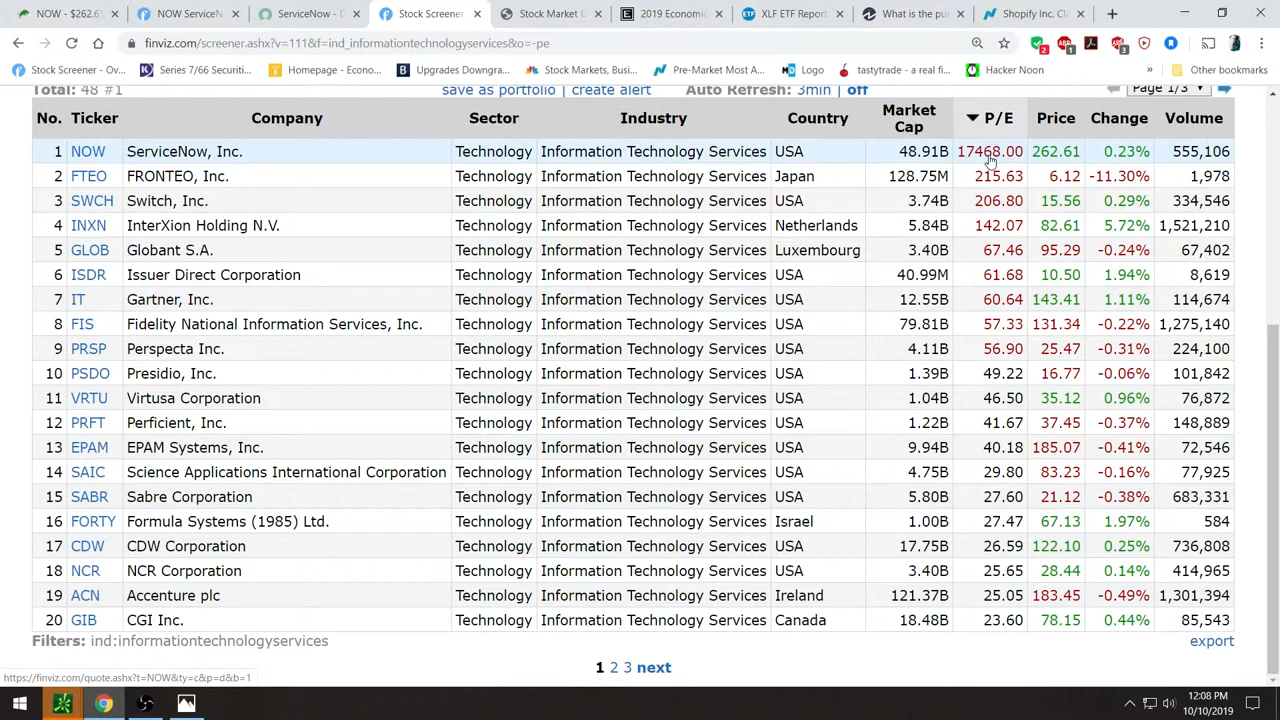 NOW - $262.6
NOW ServiceN
ServiceNow - D
Stock Screener
Stock Market
2019 Economic
XLF ETF Report
What is the pu
Shopify Inc. Cl
finviz.com/screener.ashx?v=111&f=ind_informationtechnologyservices&o=-pe
2 1 3
Stock Screener - Ov... Series 7/66 Securiti... Homepage - Econo... Upgrades Downgra... Stock Markets, Busi... Pre-Market Most A... Logo tastytrade - a real fi... Hacker Noon » Other bookmarks
Total: 48 #1 save as portfolio | create alert Auto Refresh: 3min | off Page 1/3
No. Ticker Company Sector Industry Country Market Cap P/E Price Change Volume
1 NOW ServiceNow, Inc. Technology Information Technology Services USA 48.91B 17468.00 262.61 0.23% 555,106
2 FTEO FRONTEO, Inc. Technology Information Technology Services Japan 128.75M 215.63 6.12 -11.30% 1,978
3 SWCH Switch, Inc. Technology Information Technology Services USA 3.74B 206.80 15.56 0.29% 334,546
4 INXN InterXion Holding N.V. Technology Information Technology Services Netherlands 5.84B 142.07 82.61 5.72% 1,521,210
5 GLOB Globant S.A. Technology Information Technology Services Luxembourg 3.40B 67.46 95.29 -0.24% 67,402
6 ISDR Issuer Direct Corporation Technology Information Technology Services USA 40.99M 61.68 10.50 1.94% 8,619
7 IT Gartner, Inc. Technology Information Technology Services USA 12.55B 60.64 143.41 1.11% 114,674
8 FIS Fidelity National Information Services, Inc. Technology Information Technology Services USA 79.81B 57.33 131.34 -0.22% 1,275,140
9 PRSP Perspecta Inc. Technology Information Technology Services USA 4.11B 56.90 25.47 -0.31% 224,100
10 PSDO Presidio, Inc. Technology Information Technology Services USA 1.39B 49.22 16.77 -0.06% 101,842
11 VRTU Virtusa Corporation Technology Information Technology Services USA 1.04B 46.50 35.12 0.96% 76,872
12 PRFT Perficient, Inc. Technology Information Technology Services USA 1.22B 41.67 37.45 -0.37% 148,889
13 EPAM EPAM Systems, Inc. Technology Information Technology Services USA 9.94B 40.18 185.07 -0.41% 72,546
14 SAIC Science Applications International Corporation Technology Information Technology Services USA 4.75B 29.80 83.23 -0.16% 77,925
15 SABR Sabre Corporation Technology Information Technology Services USA 5.80B 27.60 21.12 -0.38% 683,331
16 FORTY Formula Systems (1985) Ltd. Technology Information Technology Services Israel 1.00B 27.47 67.13 1.97% 584
17 CDW CDW Corporation Technology Information Technology Services USA 17.75B 26.59 122.10 0.25% 736,808
18 NCR NCR Corporation Technology Information Technology Services USA 3.40B 25.65 28.44 0.14% 414,965
19 ACN Accenture plc Technology Information Technology Services Ireland 121.37B 25.05 183.45 -0.49% 1,301,394
20 GIB CGI Inc. Technology Information Technology Services Canada 18.48B 23.60 78.15 0.44% 85,543
Filters: ind:informationtechnologyservices export
1 2 3 next
https://finviz.com/quote.ashx?t=NOW&ty=c&p=d&b=1
12:08 PM
10/10/2019